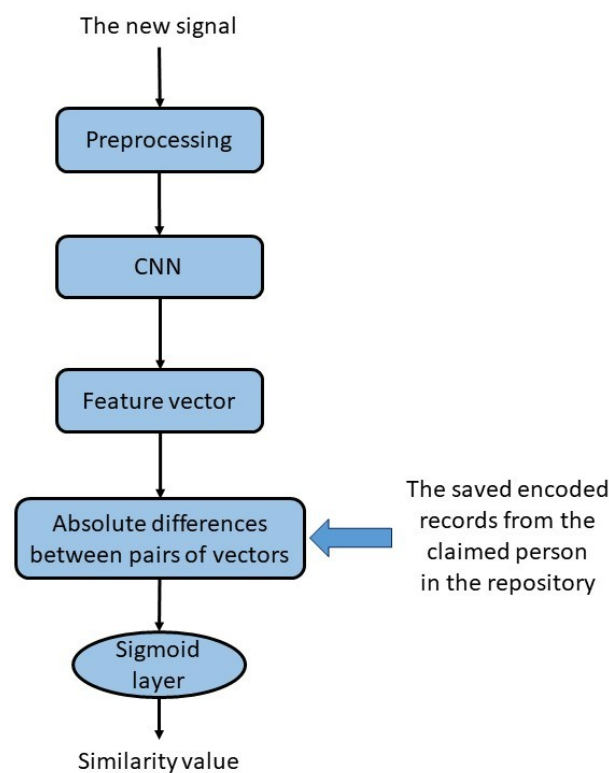 The new signal
Preprocessing
CNN
Feature vector
Absolute differences
between pairs of vectors
The saved encoded
records from the
claimed person
in the repository
Sigmoid
layer
Similarity value